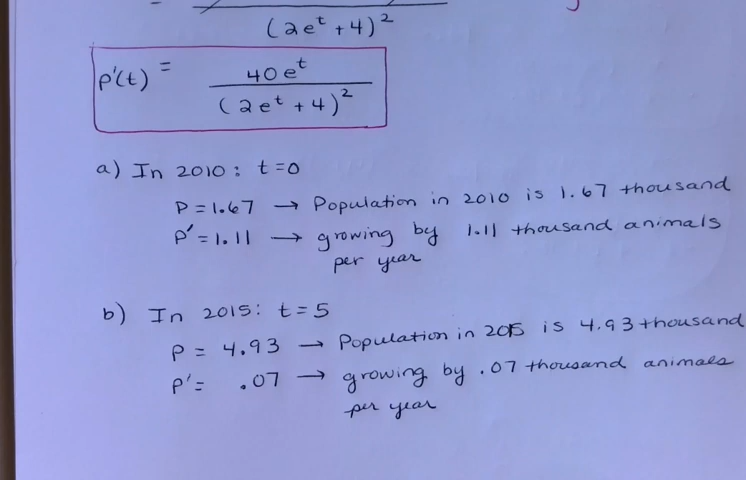 (2e^t + 4)^2
P'(t) = 40e^t / (2e^t + 4)^2
a) In 2010: t=0
P = 1.67 → Population in 2010 is 1.67 thousand
P' = 1.11 → growing by 1.11 thousand animals
per year
b) In 2015: t = 5
P = 4.93 → Population in 2015 is 4.93 thousand
P' = .07 → growing by .07 thousand animals
per year